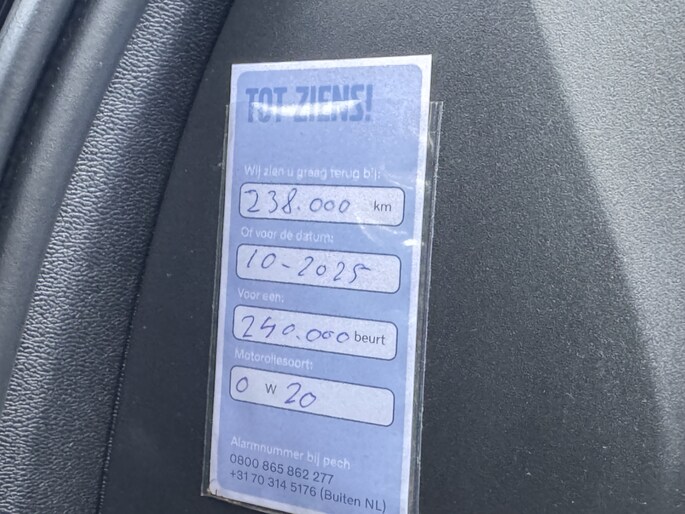 TOT ZIENS!
Wij zien u graag terug bij:
238.000 km
Of voor de datum:
10-2025
Voor een:
240.000 beurt
Motoroliesoort:
0 W 20
Alarmnummer bij pech
0800 865 862 277
+31 70 314 5176 (Buiten NL)